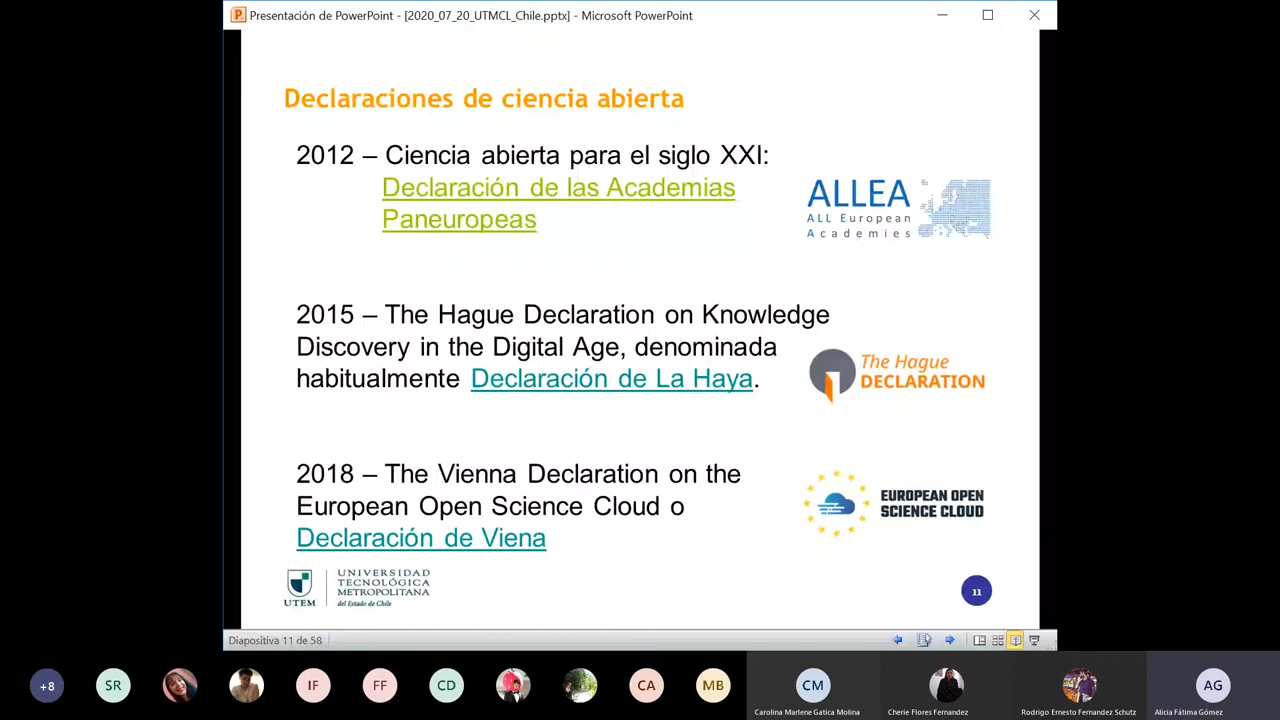 Presentación de PowerPoint - [2020_07_20_UTMCL_Chile.pptx] - Microsoft PowerPoint
Declaraciones de ciencia abierta
2012 – Ciencia abierta para el siglo XXI:
Declaración de las Academias
Paneuropeas
ALLEA
ALL European
Academies
2015 – The Hague Declaration on Knowledge
Discovery in the Digital Age, denominada
habitualmente Declaración de La Haya.
The Hague
DECLARATION
2018 – The Vienna Declaration on the
European Open Science Cloud o
Declaración de Viena
EUROPEAN OPEN
SCIENCE CLOUD
UTEM
UNIVERSIDAD
TECNOLÓGICA
METROPOLITANA
del Estado de Chile
11
Diapositiva 11 de 58
+8
SR
IF
FF
CD
CA
MB
CM
AG
Carolina Marlene Gatica Molina
Cherie Flores Fernandez
Rodrigo Ernesto Fernandez Schutz
Alicia Fátima Gómez